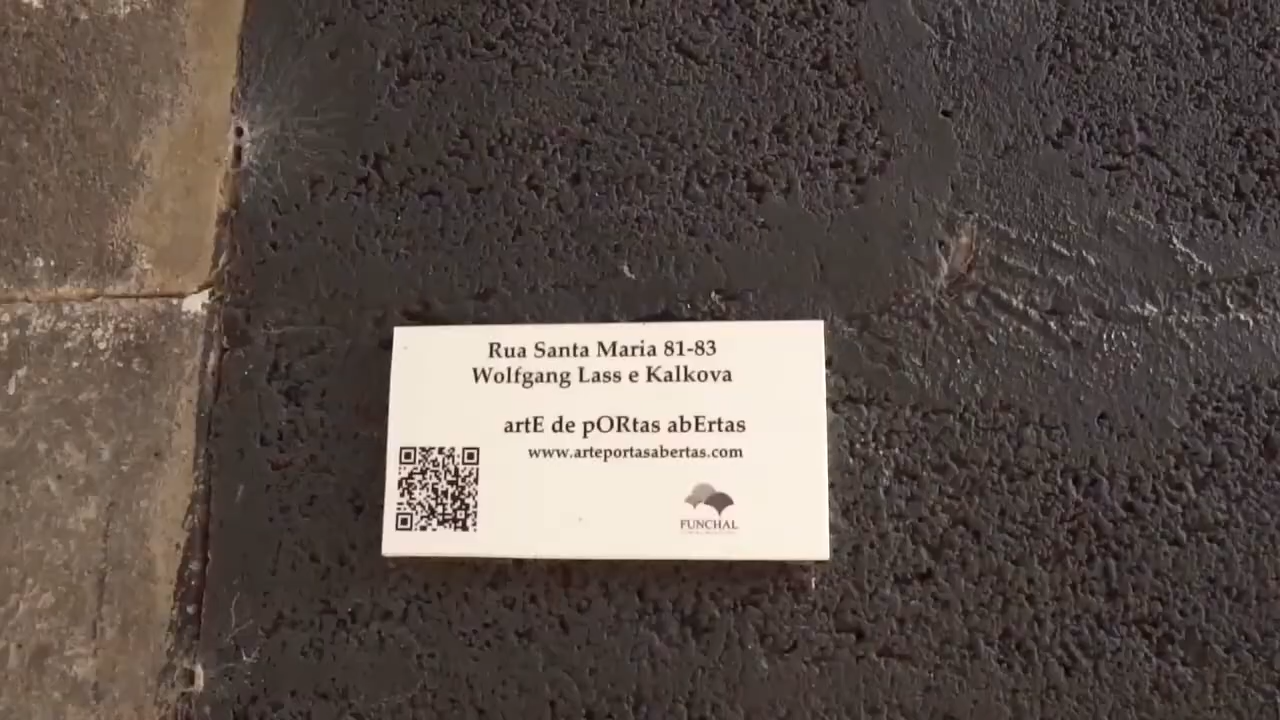 Rua Santa Maria 81-83
Wolfgang Lass e Kalkova
artE de pORtas abErtas
www.arteportasabertas.com
FUNCHAL